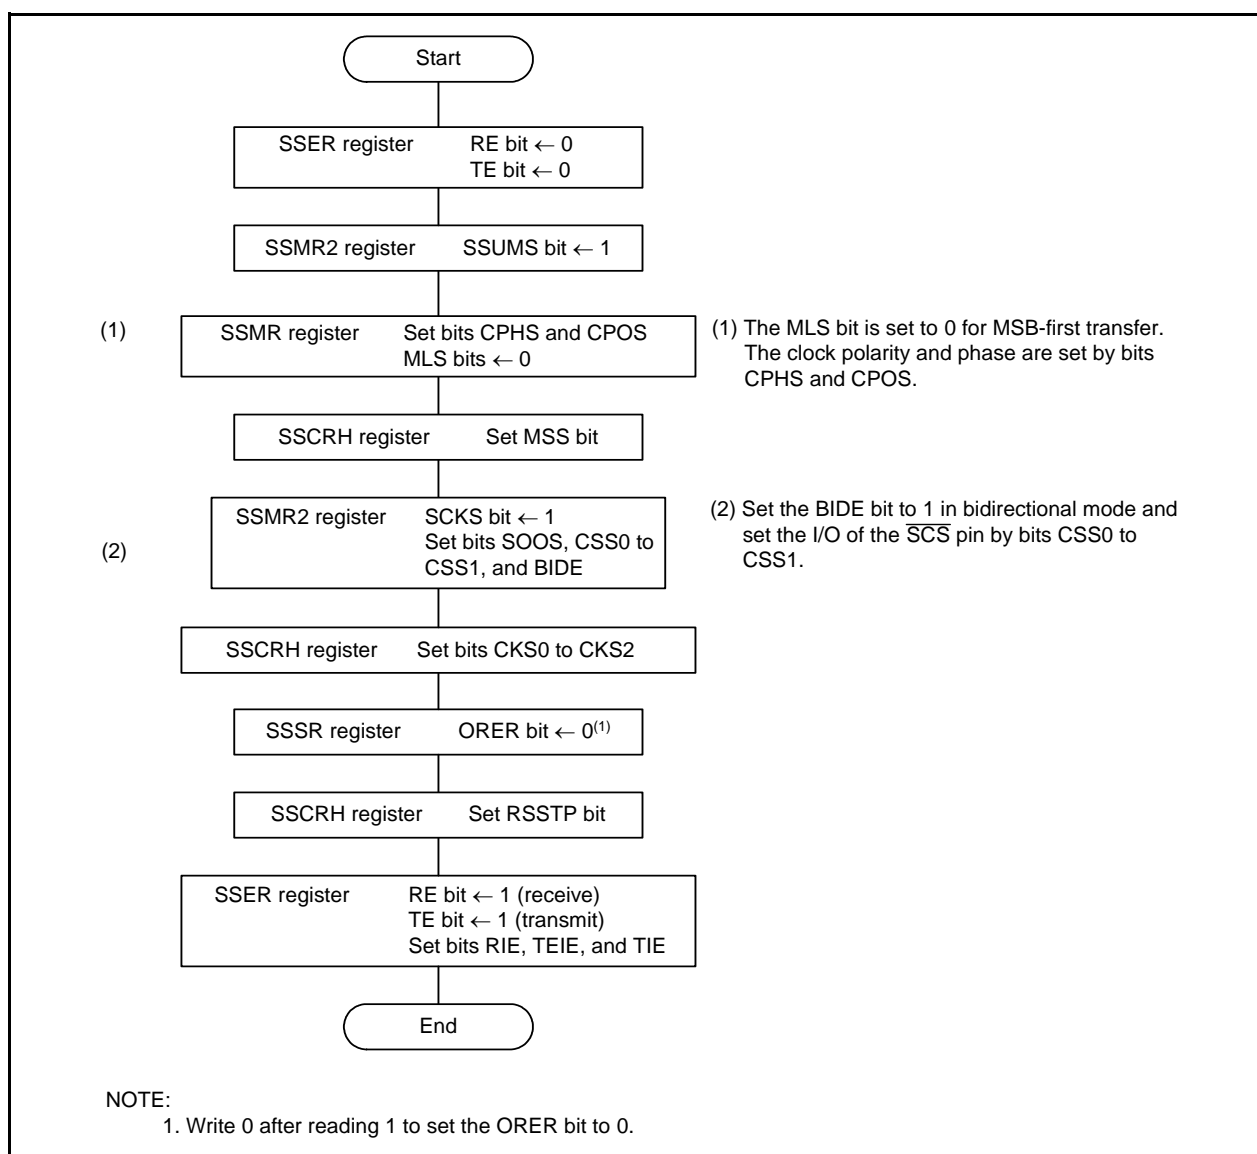 Start
SSER register RE bit ← 0
TE bit ← 0
SSMR2 register SSUMS bit ← 1
(1) SSMR register Set bits CPHS and CPOS
MLS bits ← 0
(1) The MLS bit is set to 0 for MSB-first transfer.
The clock polarity and phase are set by bits
CPHS and CPOS.
SSCRH register Set MSS bit
(2) SSMR2 register SCKS bit ← 1
Set bits SOOS, CSS0 to
CSS1, and BIDE
(2) Set the BIDE bit to 1 in bidirectional mode and
set the I/O of the S̅C̅S̅ pin by bits CSS0 to
CSS1.
SSCRH register Set bits CKS0 to CKS2
SSSR register ORER bit ← 0(1)
SSCRH register Set RSSTP bit
SSER register RE bit ← 1 (receive)
TE bit ← 1 (transmit)
Set bits RIE, TEIE, and TIE
End
NOTE:
1. Write 0 after reading 1 to set the ORER bit to 0.